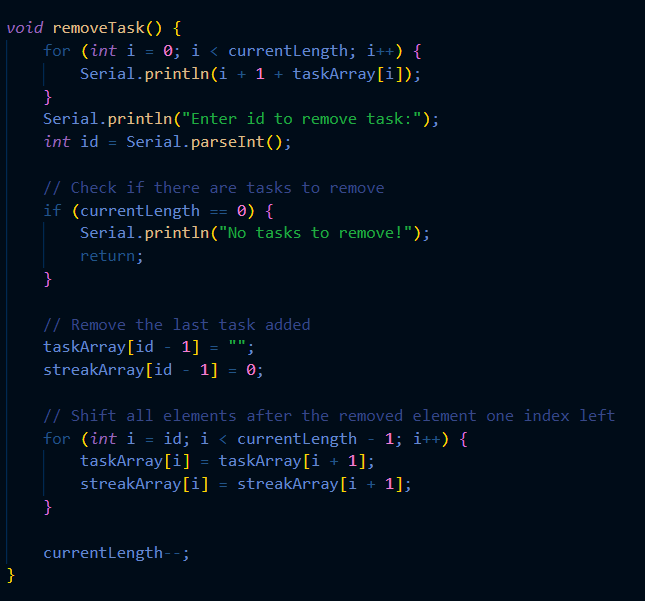 void removeTask() {
    for (int i = 0; i < currentLength; i++) {
        Serial.println(i + 1 + taskArray[i]);
    }
    Serial.println("Enter id to remove task:");
    int id = Serial.parseInt();

    // Check if there are tasks to remove
    if (currentLength == 0) {
        Serial.println("No tasks to remove!");
        return;
    }

    // Remove the last task added
    taskArray[id - 1] = "";
    streakArray[id - 1] = 0;

    // Shift all elements after the removed element one index left
    for (int i = id; i < currentLength - 1; i++) {
        taskArray[i] = taskArray[i + 1];
        streakArray[i] = streakArray[i + 1];
    }

    currentLength--;
}